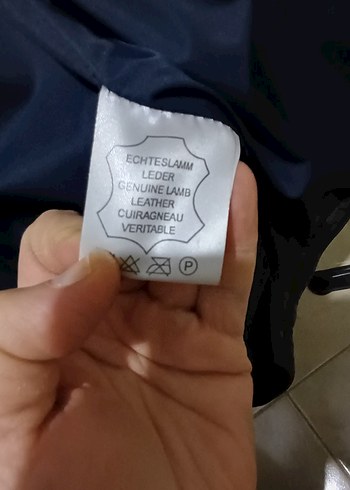 ECHTESLAMM
LEDER
GENUINE LAMB
LEATHER
CUIRAGNEAU
VERITABLE
P